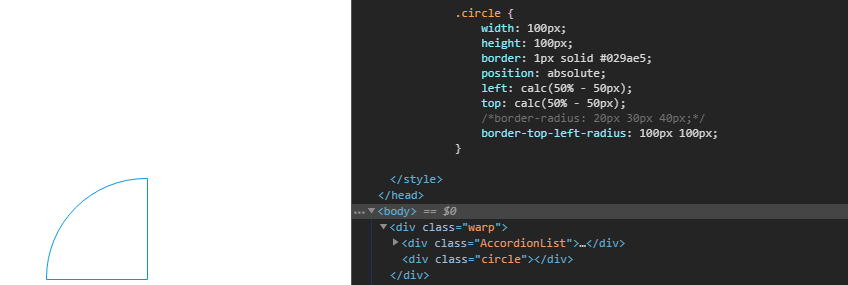 .circle {
width: 100px;
height: 100px;
border: 1px solid #029ae5;
position: absolute;
left: calc(50% - 50px);
top: calc(50% - 50px);
/*border-radius: 20px 30px 40px;*/
border-top-left-radius: 100px 100px;
}
</style>
</head>
<body> == $0
<div class="warp">
<div class="AccordionList">…</div>
<div class="circle"></div>
</div>